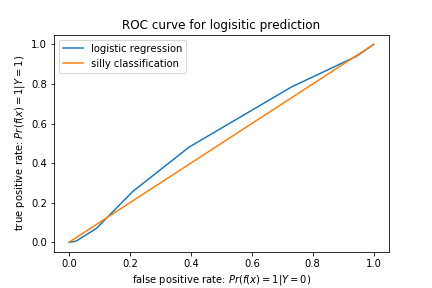 ROC curve for logisitic prediction
logistic regression
silly classification
true positive rate: Pr(f(x) = 1|Y = 1)
1.0
0.8
0.6
0.4
0.2
0.0
0.0 0.2 0.4 0.6 0.8 1.0
false positive rate: Pr(f(x) = 1|Y = 0)